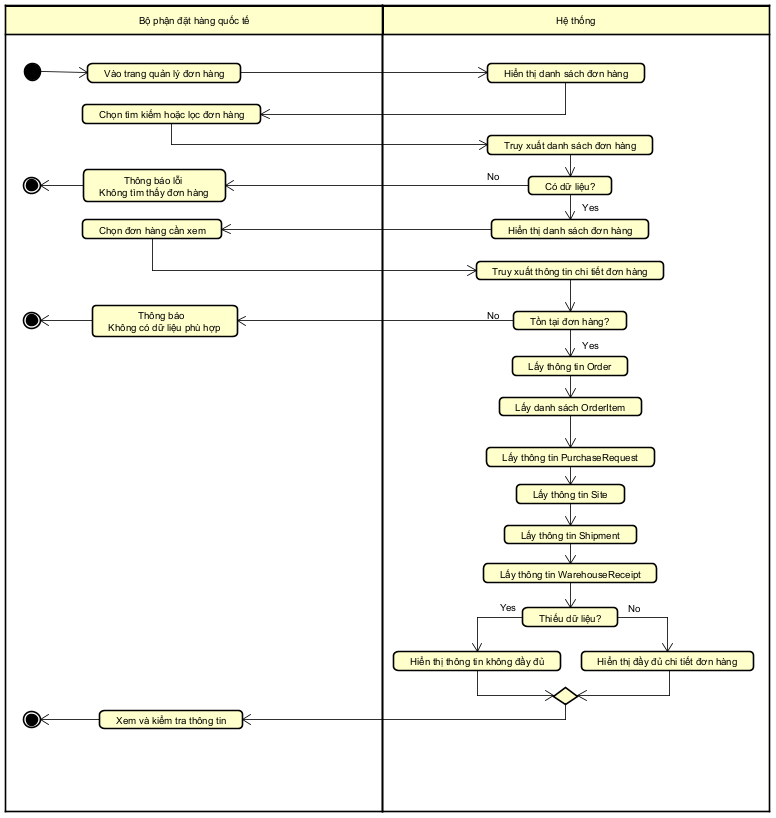 Bộ phận đặt hàng quốc tế
Hệ thống
Vào trang quản lý đơn hàng
Hiển thị danh sách đơn hàng
Chọn tìm kiếm hoặc lọc đơn hàng
Truy xuất danh sách đơn hàng
Thông báo lỗi
Không tìm thấy đơn hàng
No
Có dữ liệu?
Yes
Chọn đơn hàng cần xem
Hiển thị danh sách đơn hàng
Truy xuất thông tin chi tiết đơn hàng
Thông báo
Không có dữ liệu phù hợp
No
Tồn tại đơn hàng?
Yes
Lấy thông tin Order
Lấy danh sách OrderItem
Lấy thông tin PurchaseRequest
Lấy thông tin Site
Lấy thông tin Shipment
Lấy thông tin WarehouseReceipt
Yes
Thiếu dữ liệu?
No
Hiển thị thông tin không đầy đủ
Hiển thị đầy đủ chi tiết đơn hàng
Xem và kiểm tra thông tin